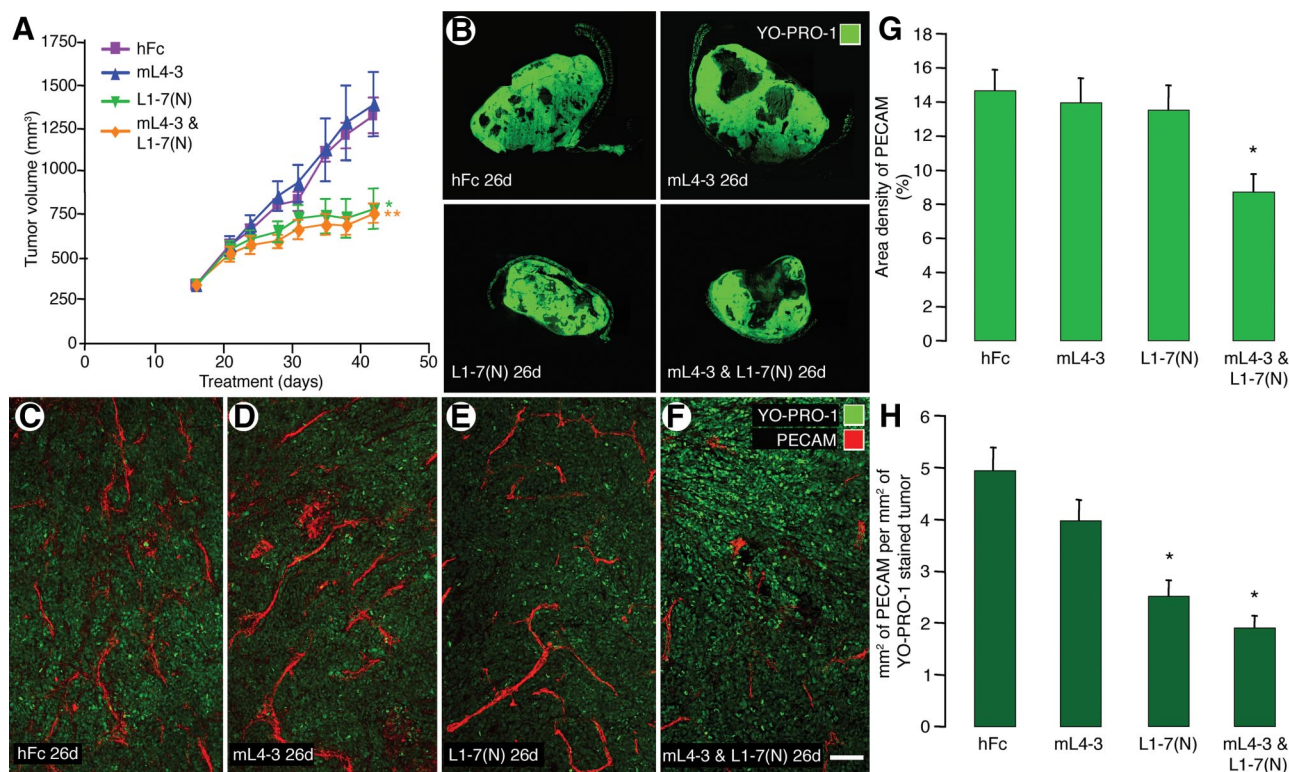 A
1750
1500
1250
1000
750
500
250
0
Tumor volume (mm³)
hFc
mL4-3
L1-7(N)
mL4-3 &
L1-7(N)
*
**
0
10
20
30
40
50
Treatment (days)
B
YO-PRO-1
hFc 26d
mL4-3 26d
L1-7(N) 26d
mL4-3 & L1-7(N) 26d
C
hFc 26d
D
mL4-3 26d
E
L1-7(N) 26d
F
YO-PRO-1
PECAM
mL4-3 & L1-7(N) 26d
G
18
16
14
12
10
8
6
4
2
0
Area density of PECAM
(%)
*
hFc
mL4-3
L1-7(N)
mL4-3 &
L1-7(N)
H
6
5
4
3
2
1
0
mm² of PECAM per mm² of
YO-PRO-1 stained tumor
*
*
hFc
mL4-3
L1-7(N)
mL4-3 &
L1-7(N)